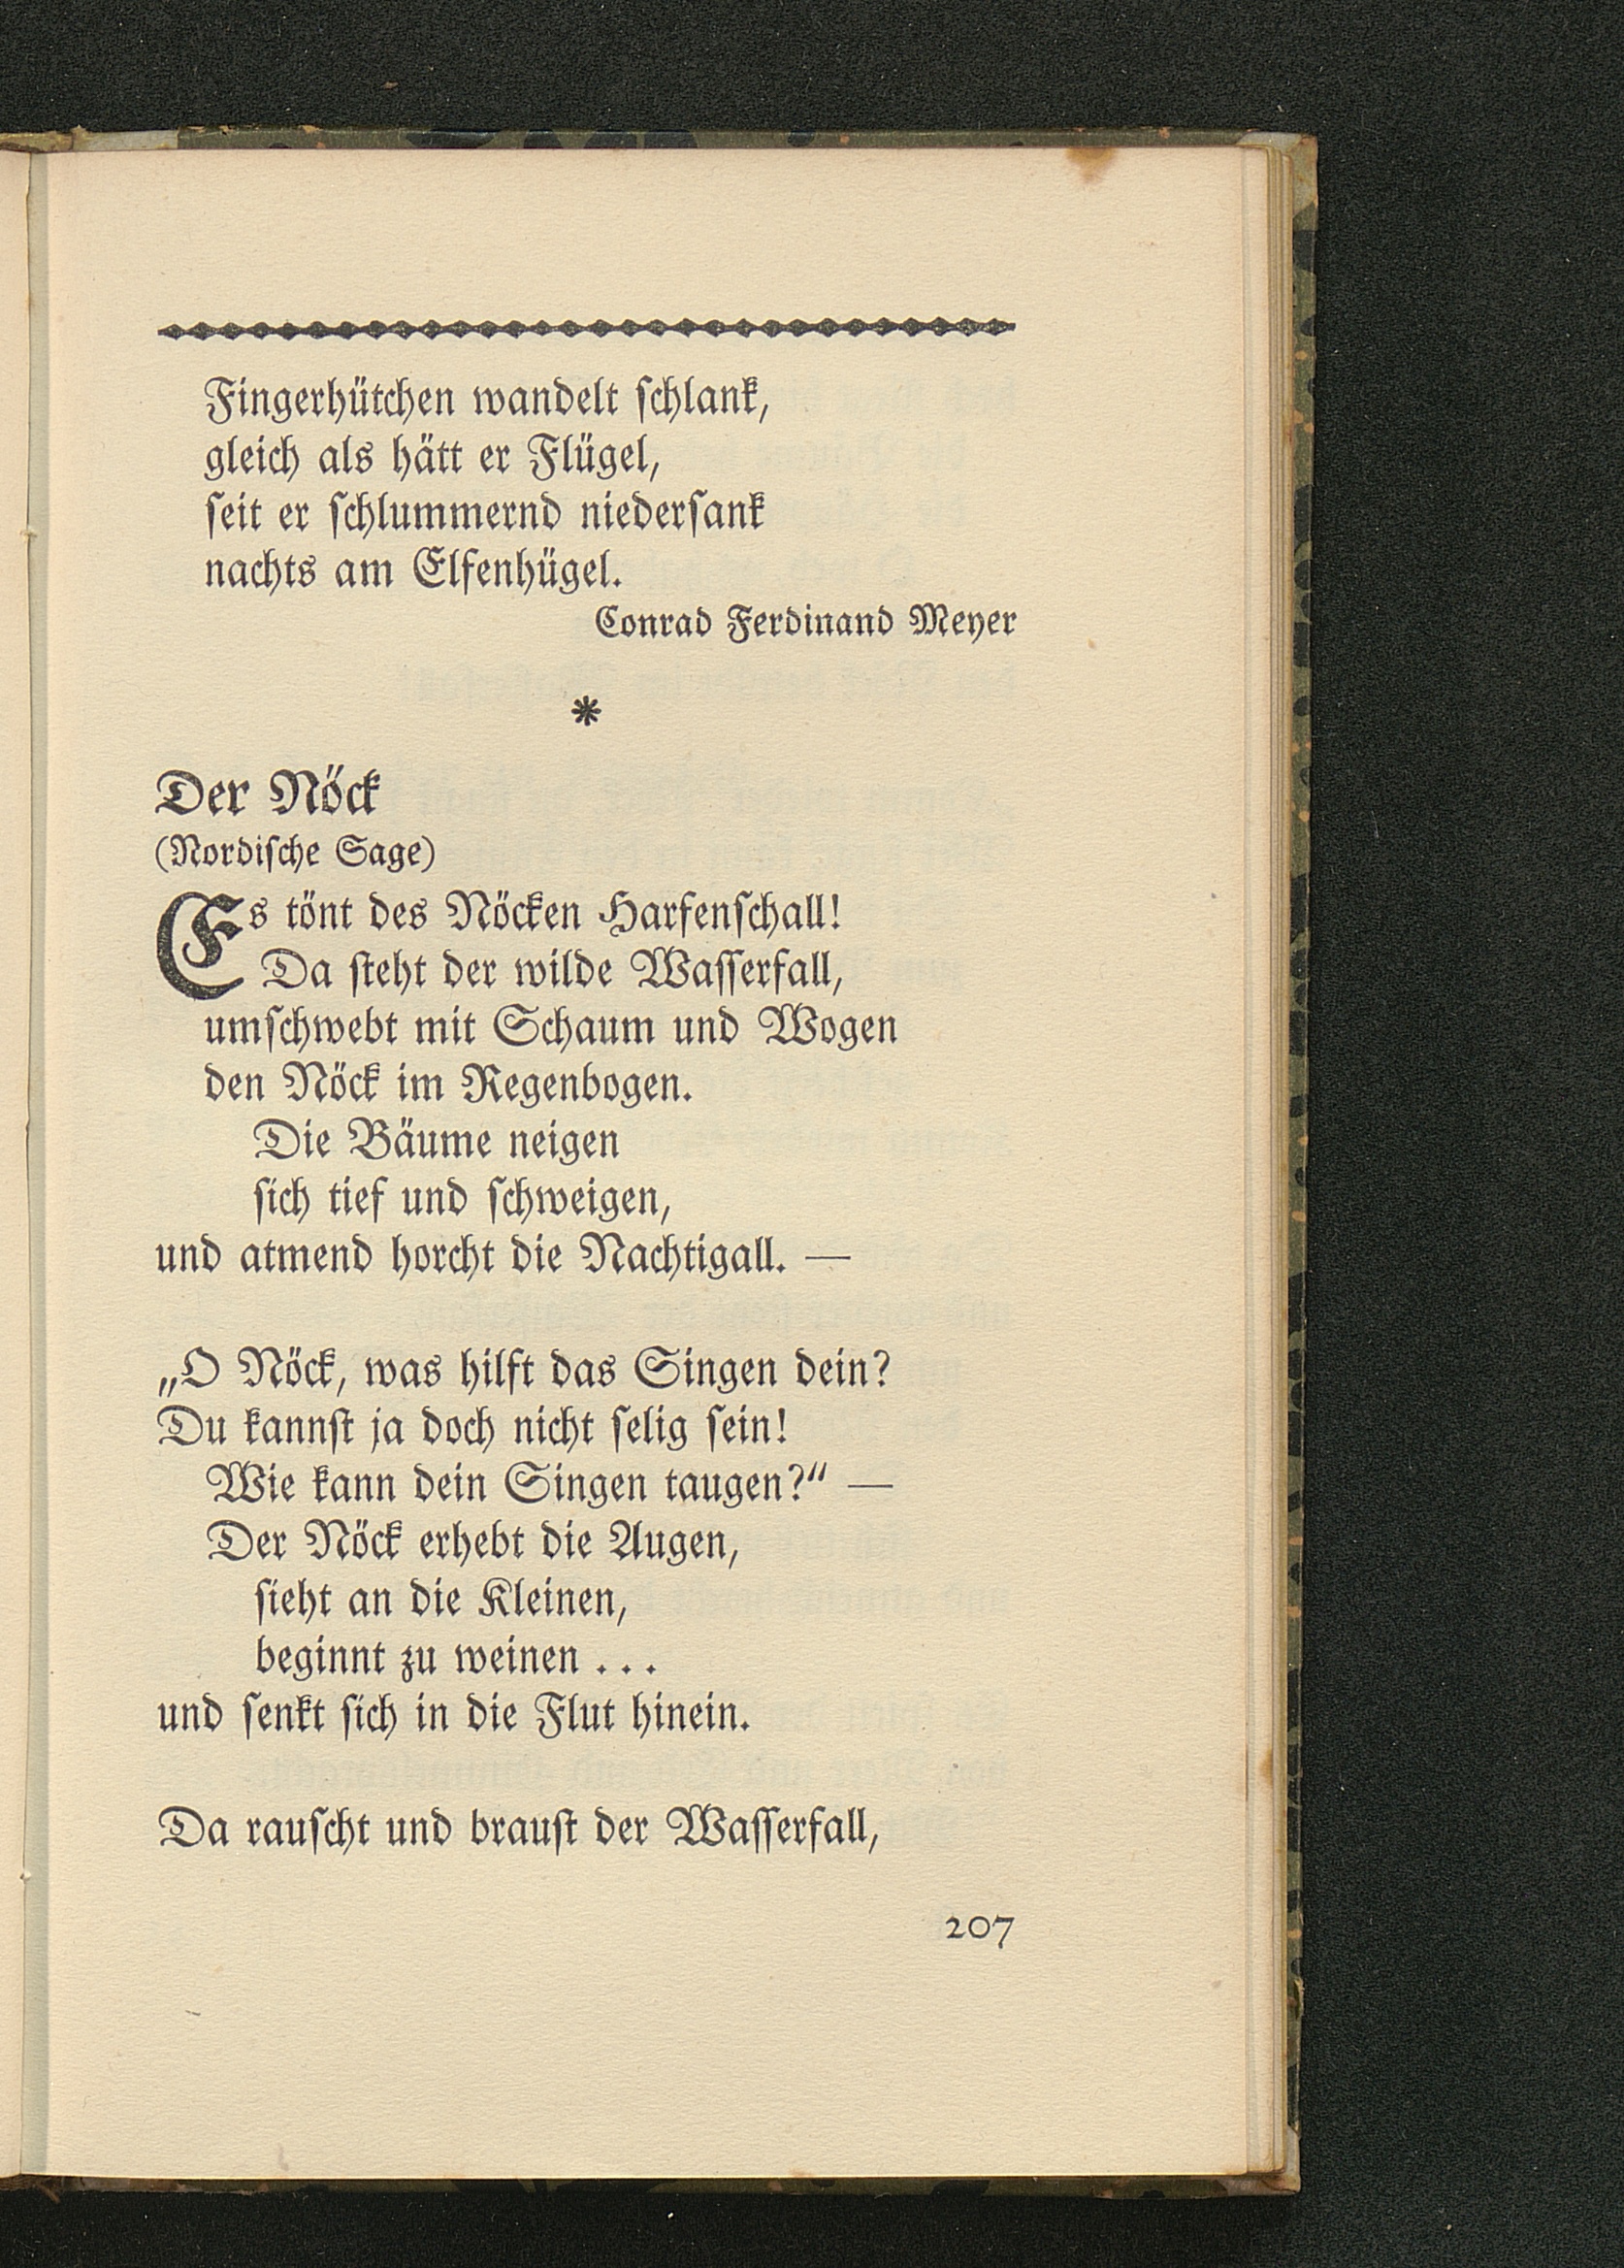 Fingerhütchen wandelt ſchlank,
gleich als hätt er Flügel,
ſeit er ſchlummernd niederſank
nachts am Elfenhügel.
Conrad Ferdinand Meyer
*
Der Nöck
(Nordiſche Sage)
Es tönt des Nöcken Harfenſchall!
Da ſteht der wilde Waſſerfall,
umſchwebt mit Schaum und Wogen
den Nöck im Regenbogen.
Die Bäume neigen
ſich tief und ſchweigen,
und atmend horcht die Nachtigall. —
„O Nöck, was hilft das Singen dein?
Du kannſt ja doch nicht ſelig ſein!
Wie kann dein Singen taugen?“ —
Der Nöck erhebt die Augen,
ſieht an die Kleinen,
beginnt zu weinen . . .
und ſenkt ſich in die Flut hinein.
Da rauſcht und brauſt der Waſſerfall,
207